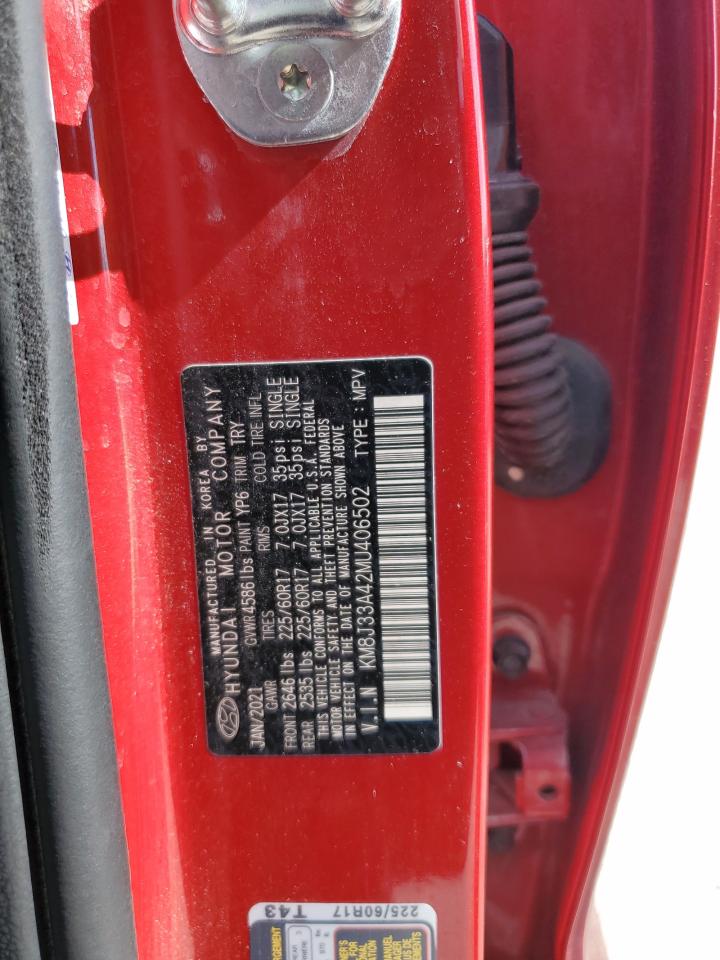 MANUFACTURED IN KOREA BY
HYUNDAI MOTOR COMPANY
JAN/2021 GVWR 4586 lbs PAINT YP6 TRIM TRY
GAWR TIRES RIMS COLD TIRE INFL
FRONT 2646 lbs 225/60R17 7.0JX17 35psi SINGLE
REAR 2535 lbs 225/60R17 7.0JX17 35psi SINGLE
THIS VEHICLE CONFORMS TO ALL APPLICABLE U.S.A. FEDERAL
MOTOR VEHICLE SAFETY AND THEFT PREVENTION STANDARDS
IN EFFECT ON THE DATE OF MANUFACTURE SHOWN ABOVE
V.I.N KM8J33A42MU406502 TYPE : MPV
225/60R17
T43